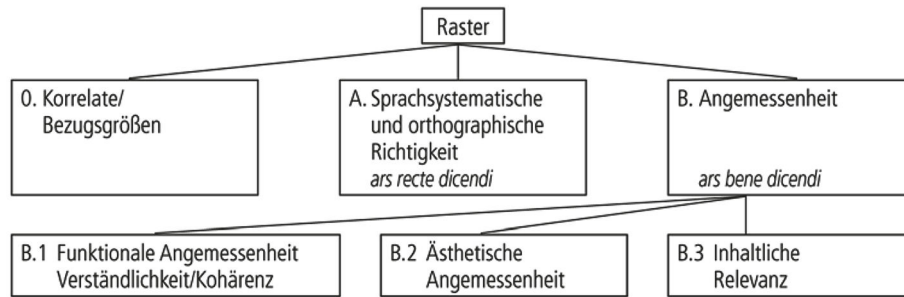 Raster
0. Korrelate/
Bezugsgrößen
A. Sprachsystematische
und orthographische
Richtigkeit
ars recte dicendi
B. Angemessenheit
ars bene dicendi
B.1 Funktionale Angemessenheit
Verständlichkeit/Kohärenz
B.2 Ästhetische
Angemessenheit
B.3 Inhaltliche
Relevanz